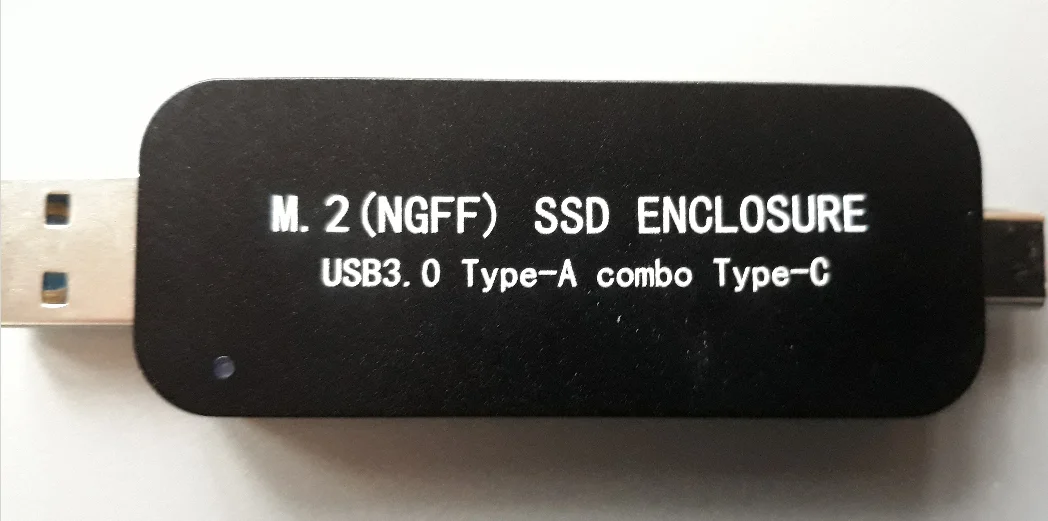 M.2(NGFF) SSD ENCLOSURE
USB3.0 Type-A combo Type-C